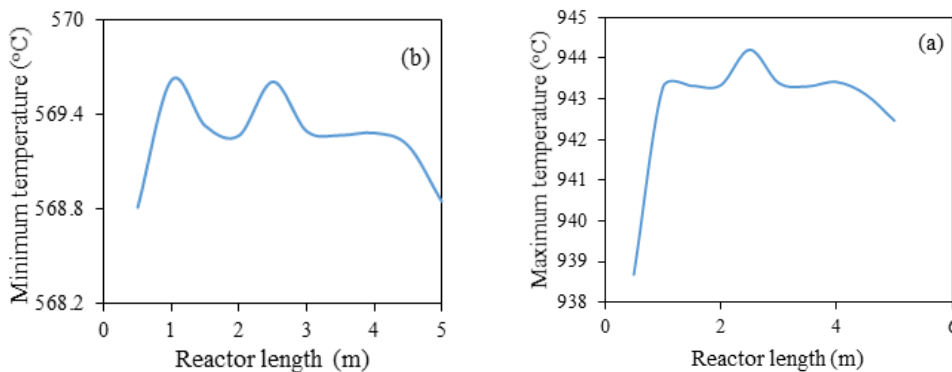 Minimum temperature (°C)
570
569.4
568.8
568.2
(b)
0 1 2 3 4 5
Reactor length (m)
Maximum temperature (°C)
945
944
943
942
941
940
939
938
(a)
0 2 4
Reactor length (m)